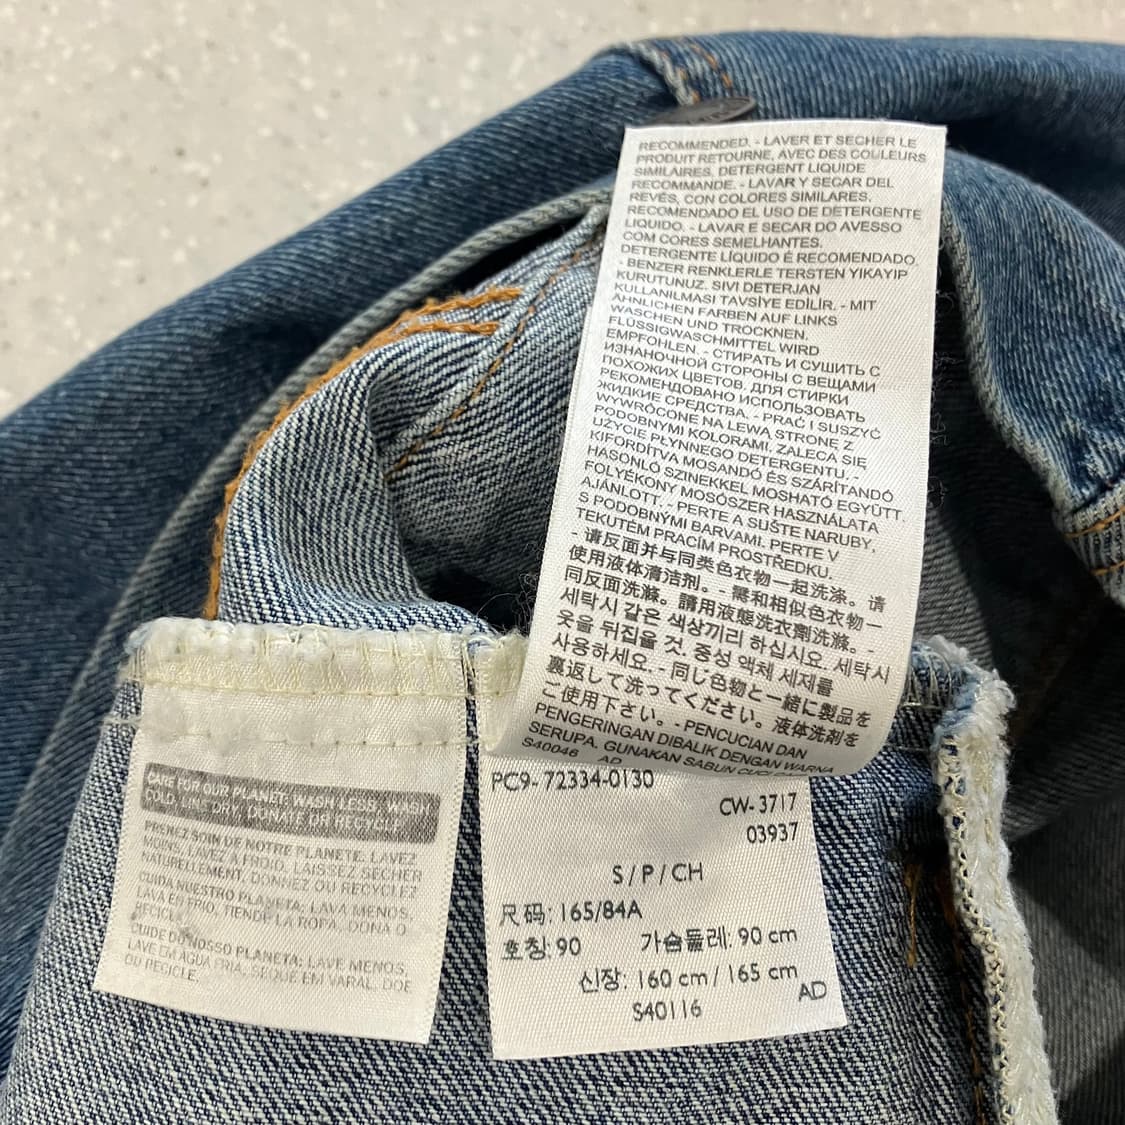 RECOMMENDED. - LAVER ET SECHER LE
PRODUIT RETOURNE, AVEC DES COULEURS
SIMILAIRES. DETERGENT LIQUIDE
RECOMMANDE. - LAVAR Y SECAR DEL
REVÉS, CON COLORES SIMILARES.
RECOMENDADO EL USO DE DETERGENTE
LIQUIDO. - LAVAR E SECAR DO AVESSO
COM CORES SEMELHANTES.
DETERGENTE LÍQUIDO É RECOMENDADO.
- BENZER RENKLERLE TERSTEN YIKAYIP
KURUTUNUZ. SIVI DETERJAN
KULLANILMASI TAVSİYE EDİLİR. - MIT
ÄHNLICHEN FARBEN AUF LINKS
WASCHEN UND TROCKNEN.
FLÜSSIGWASCHMITTEL WIRD
EMPFOHLEN. - СТИРАТЬ И СУШИТЬ С
ИЗНАНОЧНОЙ СТОРОНЫ С ВЕЩАМИ
ПОХОЖИХ ЦВЕТОВ. ДЛЯ СТИРКИ
РЕКОМЕНДОВАНО ИСПОЛЬЗОВАТЬ
ЖИДКИЕ СРЕДСТВА. - PRAĆ I SUSZYĆ
WYWRÓCONE NA LEWĄ STRONĘ Z
PODOBNYMI KOLORAMI. ZALECA SIĘ
UŻYCIE PŁYNNEGO DETERGENTU. -
KIFORDÍTVA MOSANDÓ ÉS SZÁRÍTANDÓ
HASONLÓ SZINEKKEL MOSHATÓ EGYÜTT.
FOLYÉKONY MOSÓSZER HASZNÁLATA
AJÁNLOTT. - PERTE A SUŠTE NARUBY,
S PODOBNÝMI BARVAMI. PERTE V
TEKUTÉM PRACÍM PROSTŘEDKU.
- 请反面并与同类色衣物一起洗涤。请
使用液体清洁剂。- 需和相似色衣物一
同反面洗滌。請用液態洗衣劑洗滌。-
세탁시 같은 색상끼리 하십시오. 세탁시
옷을 뒤집을 것. 중성 액체 세제를
사용하세요. - 同じ色物と一緒に製品を
裏返して洗ってください。液体洗剤を
ご使用下さい。- PENCUCIAN DAN
PENGERINGAN DIBALIK DENGAN WARNA
SERUPA. GUNAKAN SABUN CUCI
S40046 AD
CARE FOR OUR PLANET: WASH LESS, WASH
COLD, LINE DRY, DONATE OR RECYCLE.
PRENEZ SOIN DE NOTRE PLANETE: LAVEZ
MOINS, LAVEZ A FROID, LAISSEZ SÉCHER
NATURELLEMENT, DONNEZ OU RECYCLEZ
CUIDA NUESTRO PLANETA: LAVA MENOS,
LAVA EN FRIO, TIENDE LA ROPA, DONA O
RECICLA
CUIDE DO NOSSO PLANETA: LAVE MENOS,
LAVE EM AGUA FRIA, SEQUE EM VARAL, DOE
OU RECICLE.
PC9- 72334-0130
CW- 3717
03937
S / P / CH
尺码: 165/84A
호칭: 90 가슴둘레: 90 cm
신장: 160 cm / 165 cm
S40116 AD